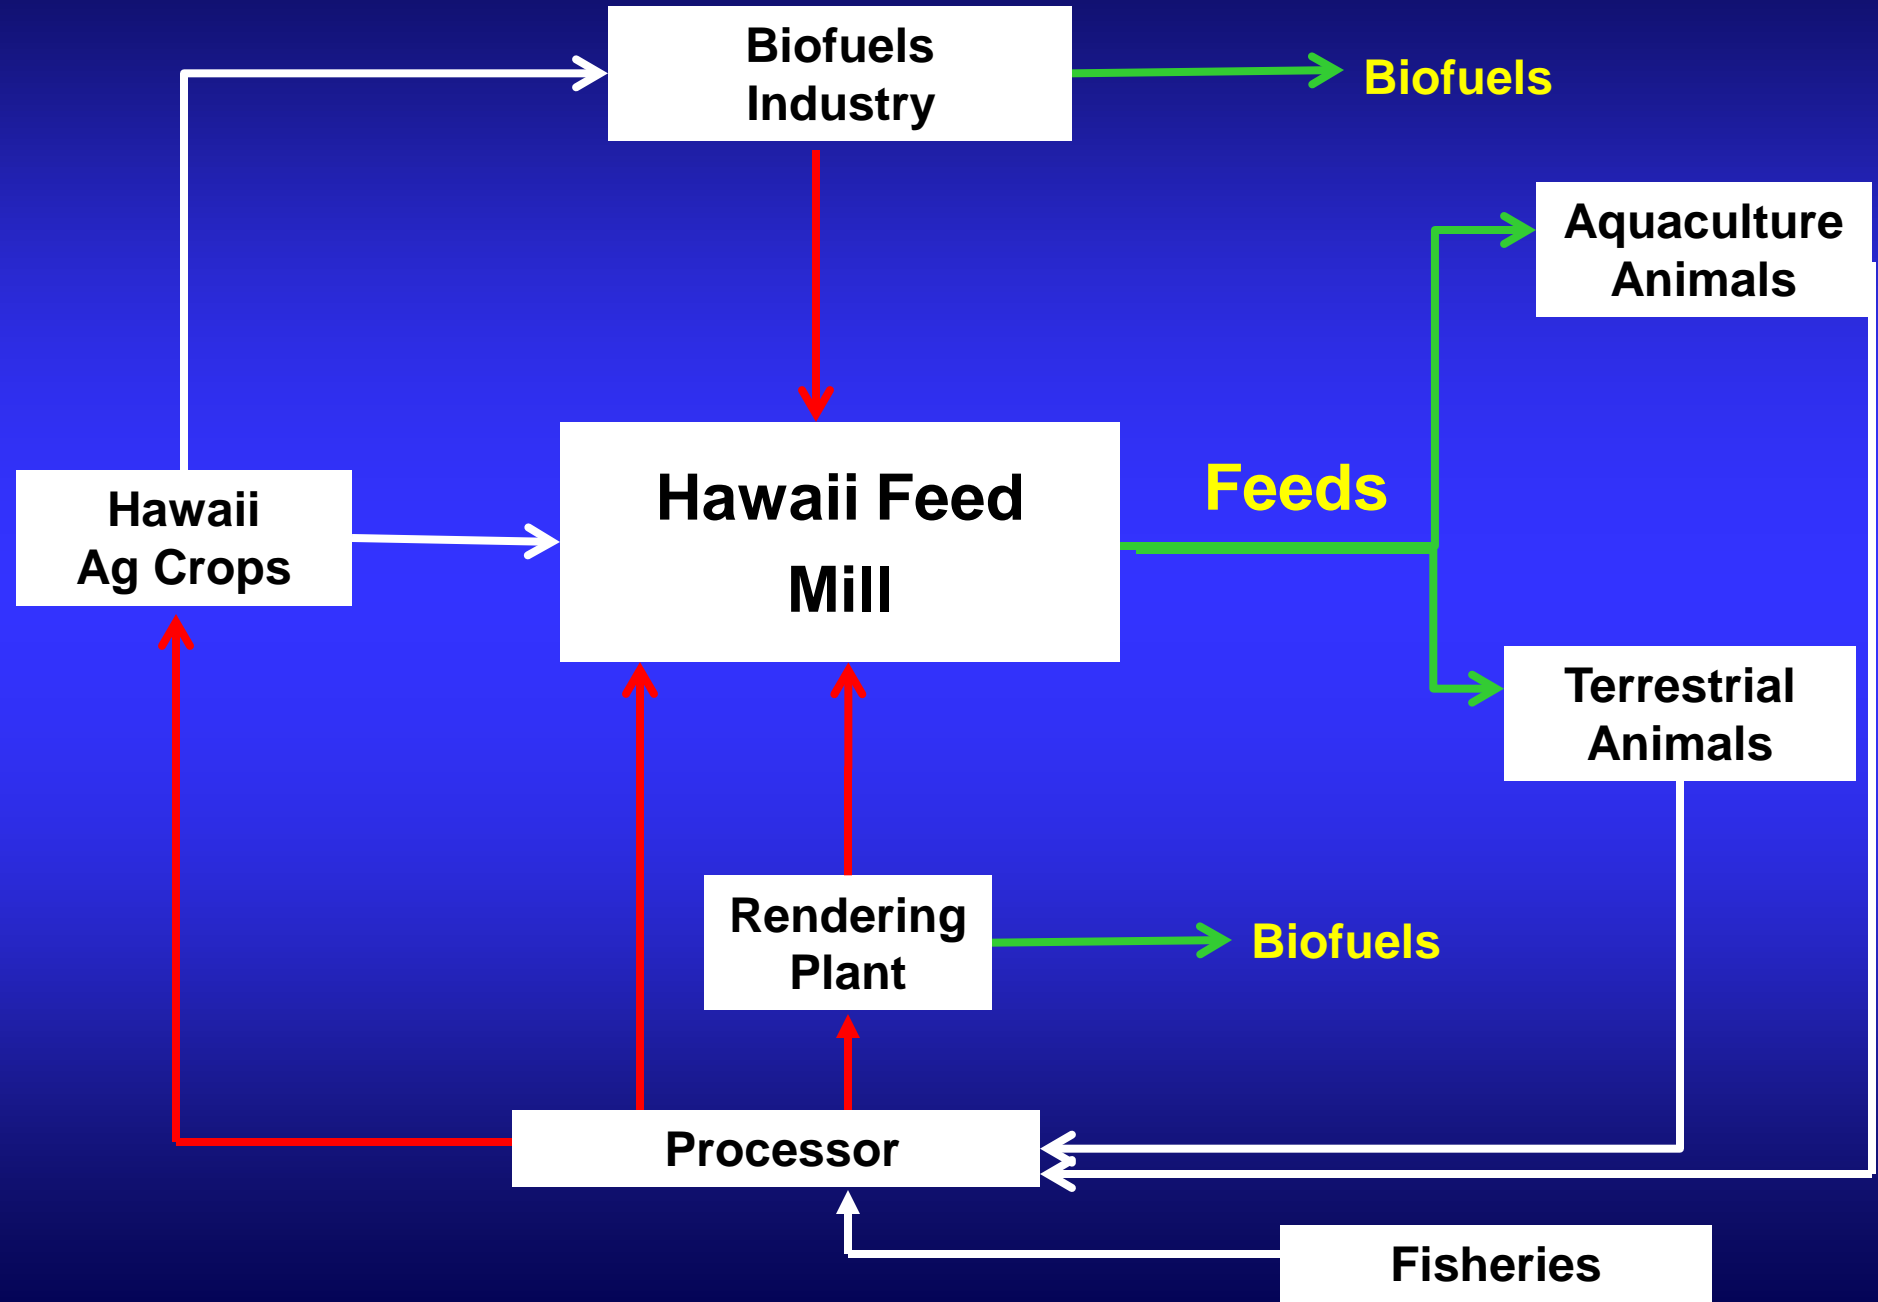 Biofuels
Industry
Biofuels
Aquaculture
Animals
Hawaii Feed
Mill
Feeds
Hawaii
Ag Crops
Terrestrial
Animals
Rendering
Plant
Biofuels
Processor
Fisheries